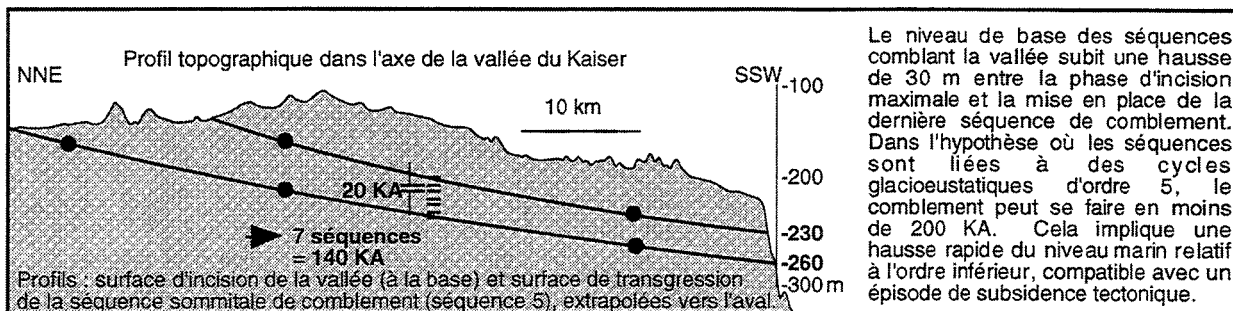 Profil topographique dans l'axe de la vallée du Kaiser
NNE
SSW
-100
10 km
-200
20 KA
-230
7 séquences
= 140 KA
-260
-300 m
Profils : surface d'incision de la vallée (à la base) et surface de transgression
de la séquence sommitale de comblement (séquence 5), extrapolées vers l'aval.
Le niveau de base des séquences
comblant la vallée subit une hausse
de 30 m entre la phase d'incision
maximale et la mise en place de la
dernière séquence de comblement.
Dans l'hypothèse où les séquences
sont liées à des cycles
glacioeustatiques d'ordre 5, le
comblement peut se faire en moins
de 200 KA. Cela implique une
hausse rapide du niveau marin relatif
à l'ordre inférieur, compatible avec un
épisode de subsidence tectonique.